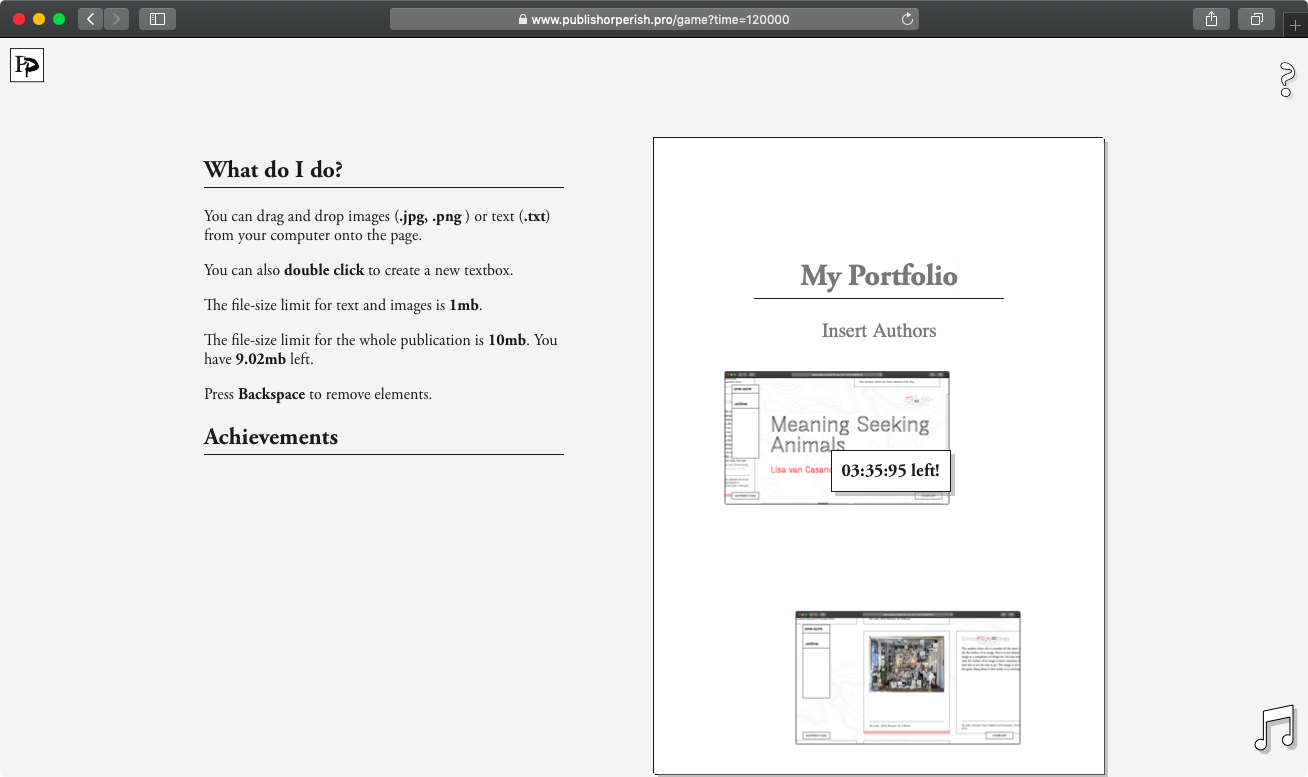 www.publishorperish.pro/game?time=120000
What do I do?
You can drag and drop images (.jpg, .png ) or text (.txt)
from your computer onto the page.
You can also double click to create a new textbox.
The file-size limit for text and images is 1mb.
The file-size limit for the whole publication is 10mb. You
have 9.02mb left.
Press Backspace to remove elements.
Achievements
My Portfolio
Insert Authors
Meaning Seeking
Animals
Lisa van Casand
03:35:95 left!